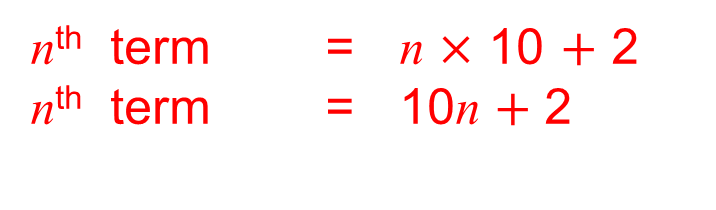 nth term = n × 10 + 2
nth term = 10n + 2